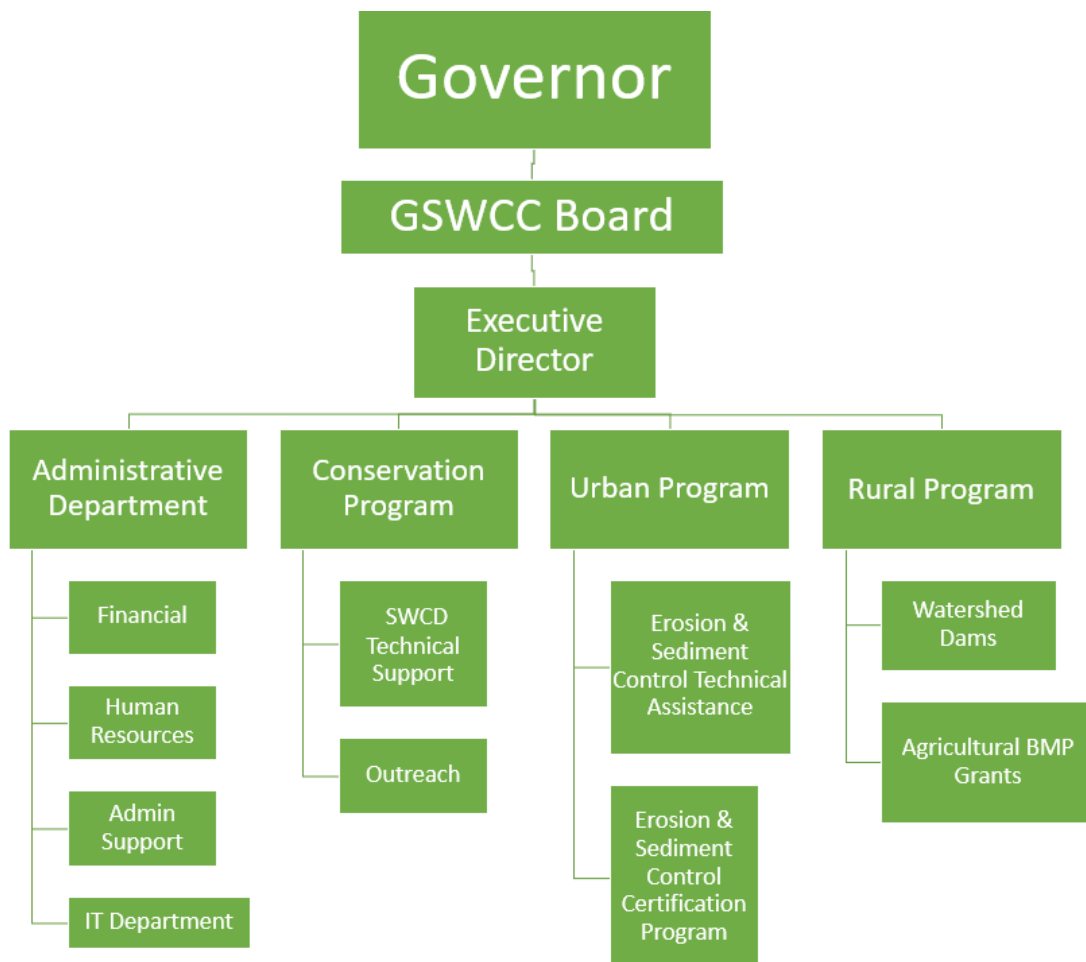 Governor
GSWCC Board
Executive
Director
Administrative
Department
Financial
Human
Resources
Admin
Support
IT Department
Conservation
Program
SWCD
Technical
Support
Outreach
Urban Program
Erosion &
Sediment
Control Technical
Assistance
Erosion &
Sediment
Control
Certification
Program
Rural Program
Watershed
Dams
Agricultural BMP
Grants